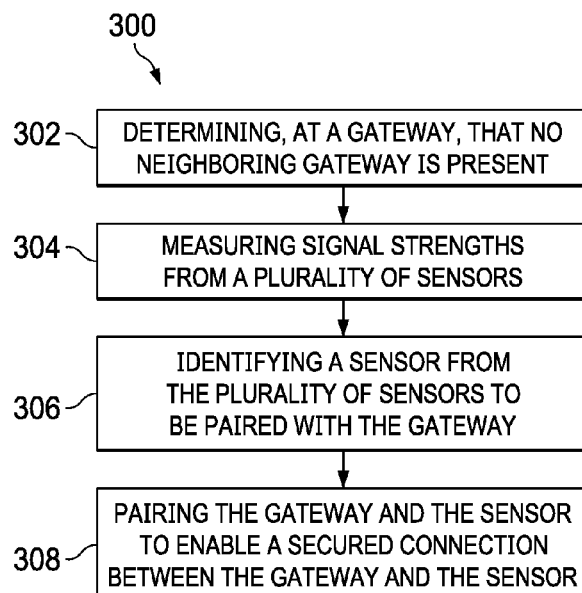 300
302
DETERMINING, AT A GATEWAY, THAT NO
NEIGHBORING GATEWAY IS PRESENT
304
MEASURING SIGNAL STRENGTHS
FROM A PLURALITY OF SENSORS
306
IDENTIFYING A SENSOR FROM
THE PLURALITY OF SENSORS TO
BE PAIRED WITH THE GATEWAY
308
PAIRING THE GATEWAY AND THE SENSOR
TO ENABLE A SECURED CONNECTION
BETWEEN THE GATEWAY AND THE SENSOR